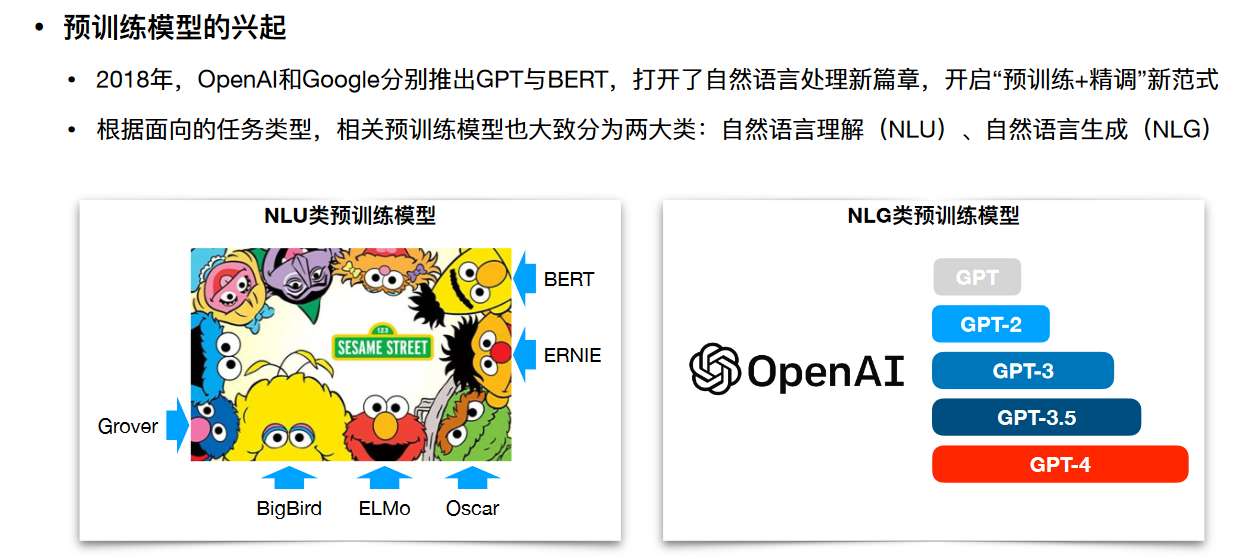 • 预训练模型的兴起
• 2018年，OpenAI和Google分别推出GPT与BERT，打开了自然语言处理新篇章，开启“预训练+精调”新范式
• 根据面向的任务类型，相关预训练模型也大致分为两大类：自然语言理解（NLU）、自然语言生成（NLG）
NLU类预训练模型
123
SESAME STREET
BERT
ERNIE
Grover
BigBird
ELMo
Oscar
NLG类预训练模型
OpenAI
GPT
GPT-2
GPT-3
GPT-3.5
GPT-4